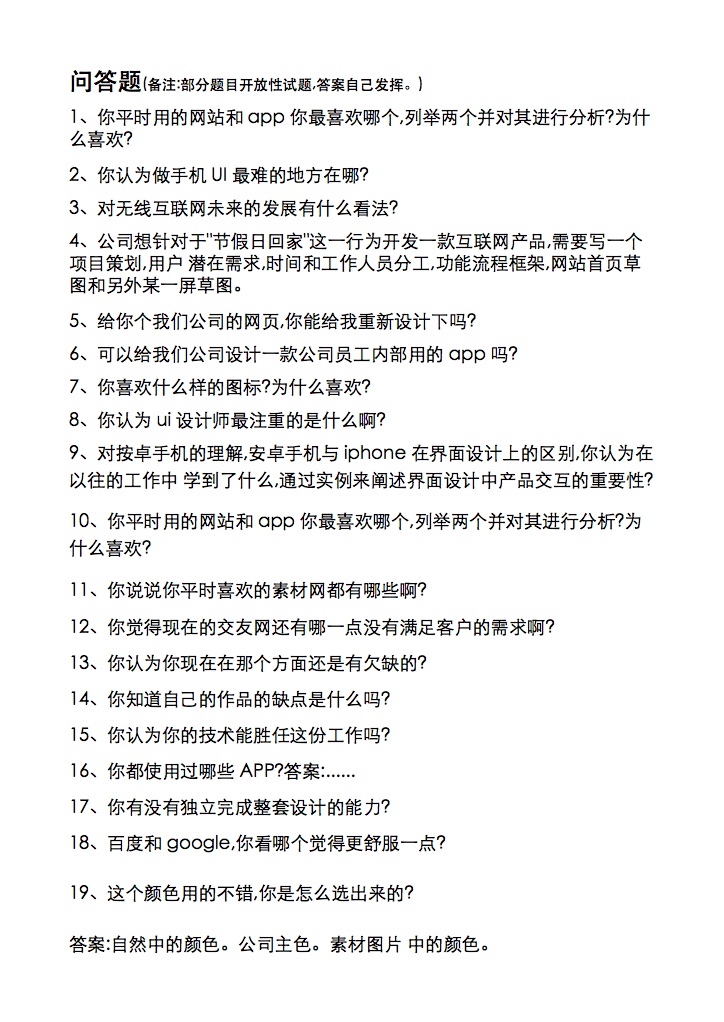 问答题(备注:部分题目开放性试题,答案自己发挥。)
1、你平时用的网站和 app 你最喜欢哪个,列举两个并对其进行分析?为什
么喜欢?
2、你认为做手机 UI 最难的地方在哪?
3、对无线互联网未来的发展有什么看法?
4、公司想针对于"节假日回家"这一行为开发一款互联网产品,需要写一个
项目策划,用户 潜在需求,时间和工作人员分工,功能流程框架,网站首页草
图和另外某一屏草图。
5、给你个我们公司的网页,你能给我重新设计下吗?
6、可以给我们公司设计一款公司员工内部用的 app 吗?
7、你喜欢什么样的图标?为什么喜欢?
8、你认为 ui 设计师最注重的是什么啊?
9、对按卓手机的理解,安卓手机与 iphone 在界面设计上的区别,你认为在
以往的工作中 学到了什么,通过实例来阐述界面设计中产品交互的重要性?
10、你平时用的网站和 app 你最喜欢哪个,列举两个并对其进行分析?为
什么喜欢?
11、你说说你平时喜欢的素材网都有哪些啊?
12、你觉得现在的交友网还有哪一点没有满足客户的需求啊?
13、你认为你现在在那个方面还是有欠缺的?
14、你知道自己的作品的缺点是什么吗?
15、你认为你的技术能胜任这份工作吗?
16、你都使用过哪些 APP?答案:......
17、你有没有独立完成整套设计的能力?
18、百度和 google,你看哪个觉得更舒服一点?
19、这个颜色用的不错,你是怎么选出来的?
答案:自然中的颜色。公司主色。素材图片 中的颜色。